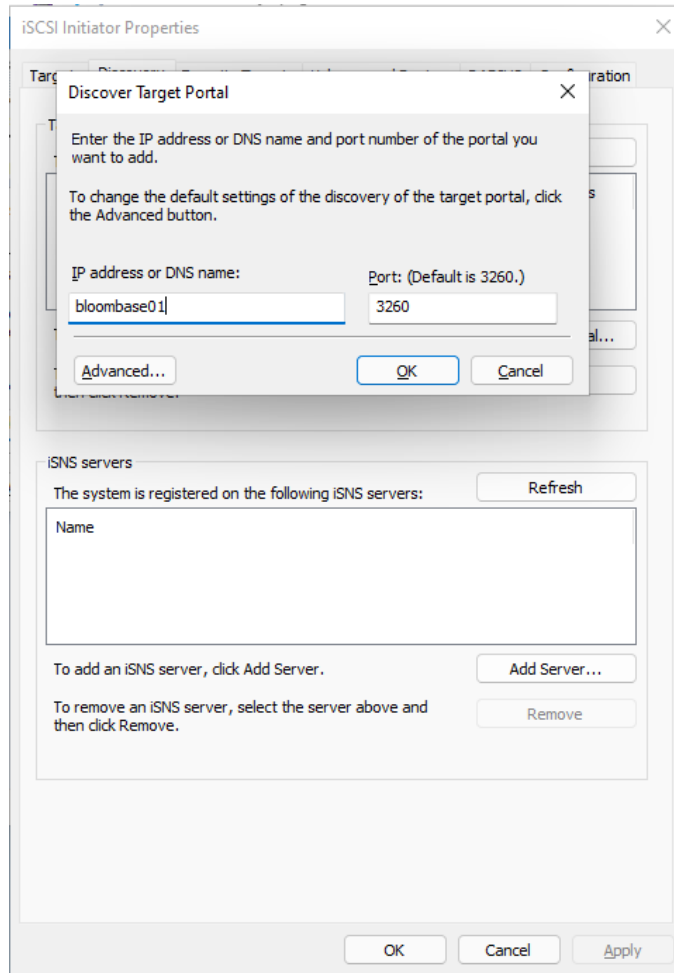 iSCSI Initiator Properties
Discover Target Portal
Enter the IP address or DNS name and port number of the portal you
want to add.
To change the default settings of the discovery of the target portal, click
the Advanced button.
IP address or DNS name:
Port: (Default is 3260.)
bloombase01
3260
Advanced...
OK
Cancel
iSNS servers
The system is registered on the following iSNS servers:
Refresh
Name
To add an iSNS server, click Add Server.
Add Server...
To remove an iSNS server, select the server above and
then click Remove.
Remove
OK
Cancel
Apply